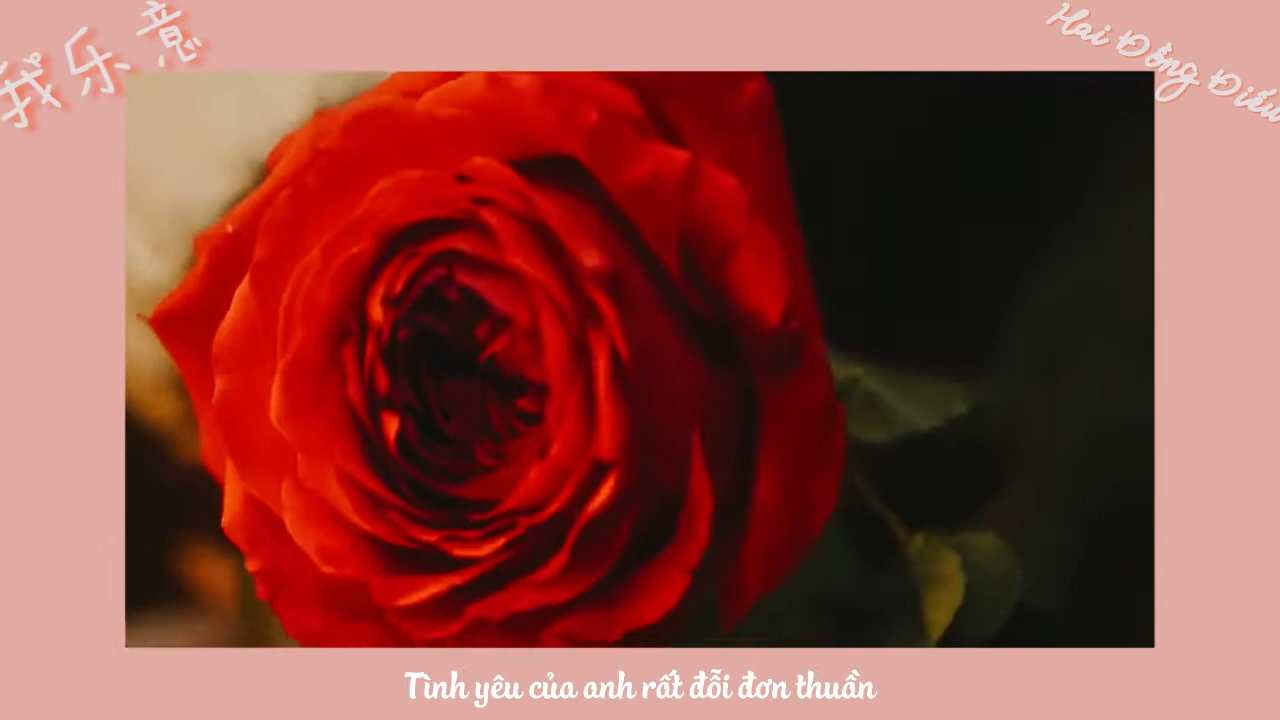 我乐意
Hai Đồng Điếu
Tình yêu của anh rất đỗi đơn thuần